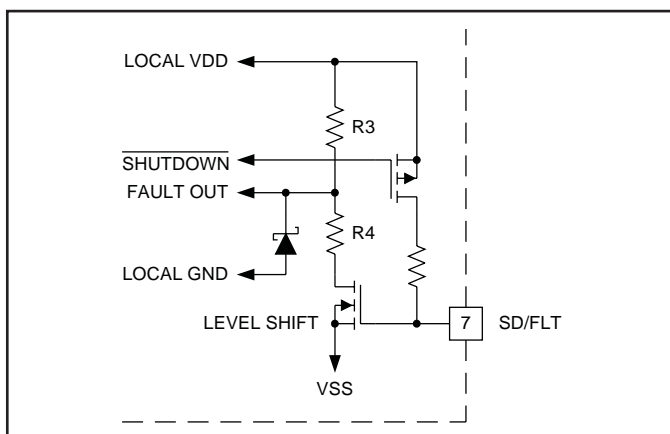 LOCAL VDD
R3
SHUTDOWN
FAULT OUT
R4
LOCAL GND
LEVEL SHIFT
7 SD/FLT
VSS